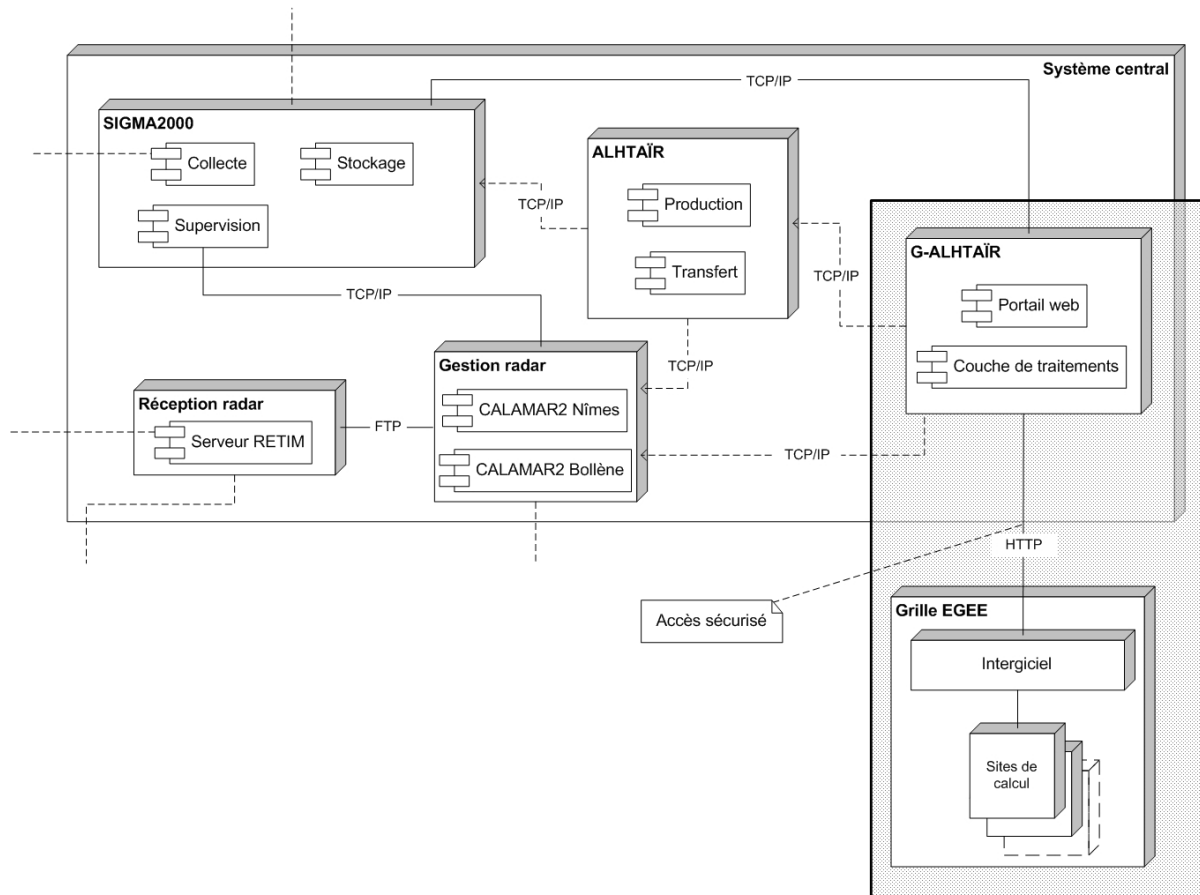 Système central
TCP/IP
SIGMA2000
Collecte
Stockage
Supervision
ALHTAÏR
Production
Transfert
TCP/IP
G-ALHTAÏR
Portail web
Couche de traitements
TCP/IP
TCP/IP
TCP/IP
Gestion radar
CALAMAR2 Nîmes
CALAMAR2 Bollène
Réception radar
Serveur RETIM
FTP
TCP/IP
HTTP
Accès sécurisé
Grille EGEE
Intergiciel
Sites de
calcul